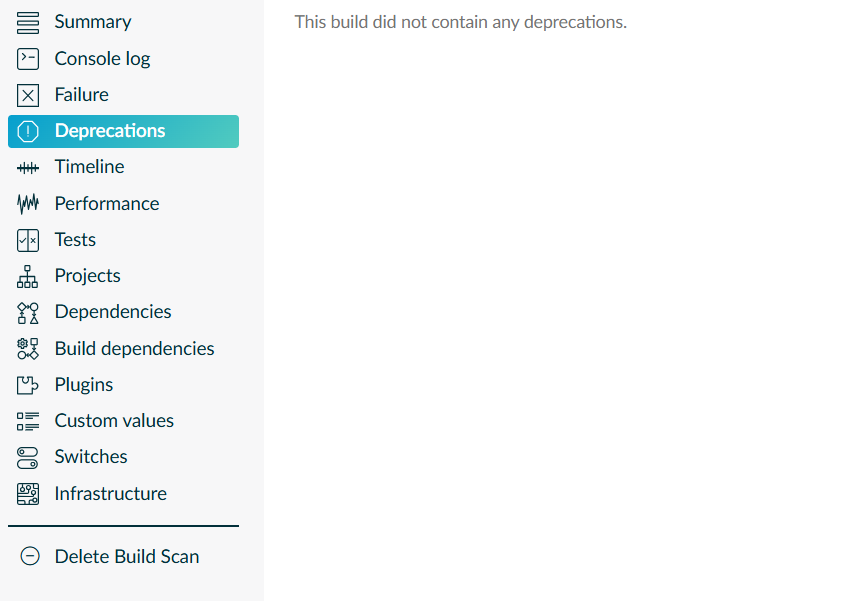 Summary
Console log
Failure
Deprecations
Timeline
Performance
Tests
Projects
Dependencies
Build dependencies
Plugins
Custom values
Switches
Infrastructure
Delete Build Scan
This build did not contain any deprecations.